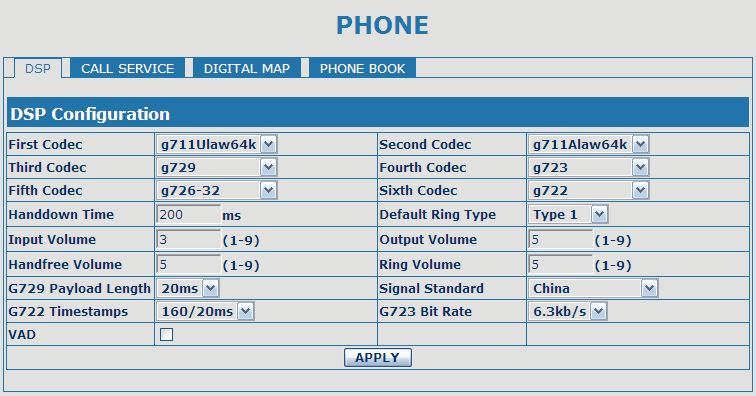 PHONE
DSP CALL SERVICE DIGITAL MAP PHONE BOOK
DSP Configuration
First Codec g711Ulaw64k Second Codec g711Alaw64k
Third Codec g729 Fourth Codec g723
Fifth Codec g726-32 Sixth Codec g722
Handdown Time 200 ms Default Ring Type Type 1
Input Volume 3 (1-9) Output Volume 5 (1-9)
Handfree Volume 5 (1-9) Ring Volume 5 (1-9)
G729 Payload Length 20ms Signal Standard China
G722 Timestamps 160/20ms G723 Bit Rate 6.3kb/s
VAD
APPLY